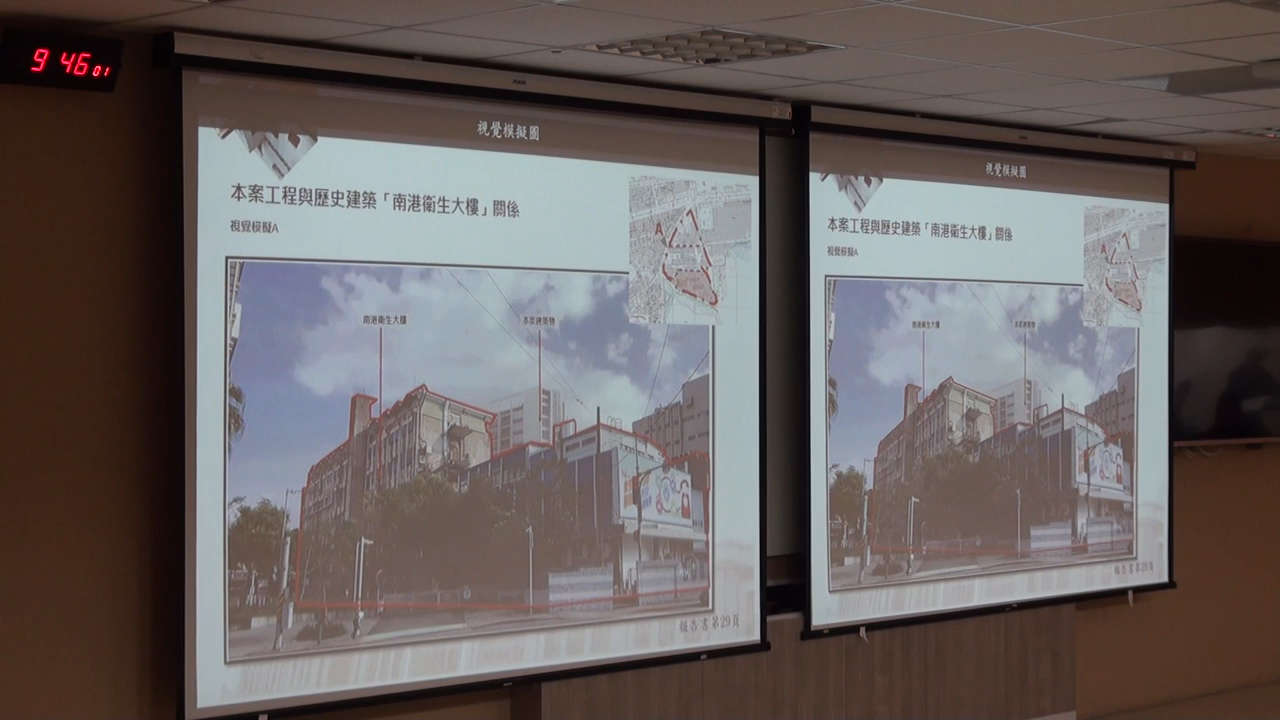 9 46 01
視覺模擬圖
本案工程與歷史建築「南港衛生大樓」關係
視覺模擬A
A
南港衛生大樓
本案建築物
報告書第29頁
視覺模擬圖
本案工程與歷史建築「南港衛生大樓」關係
視覺模擬A
A
南港衛生大樓
本案建築物
報告書第29頁